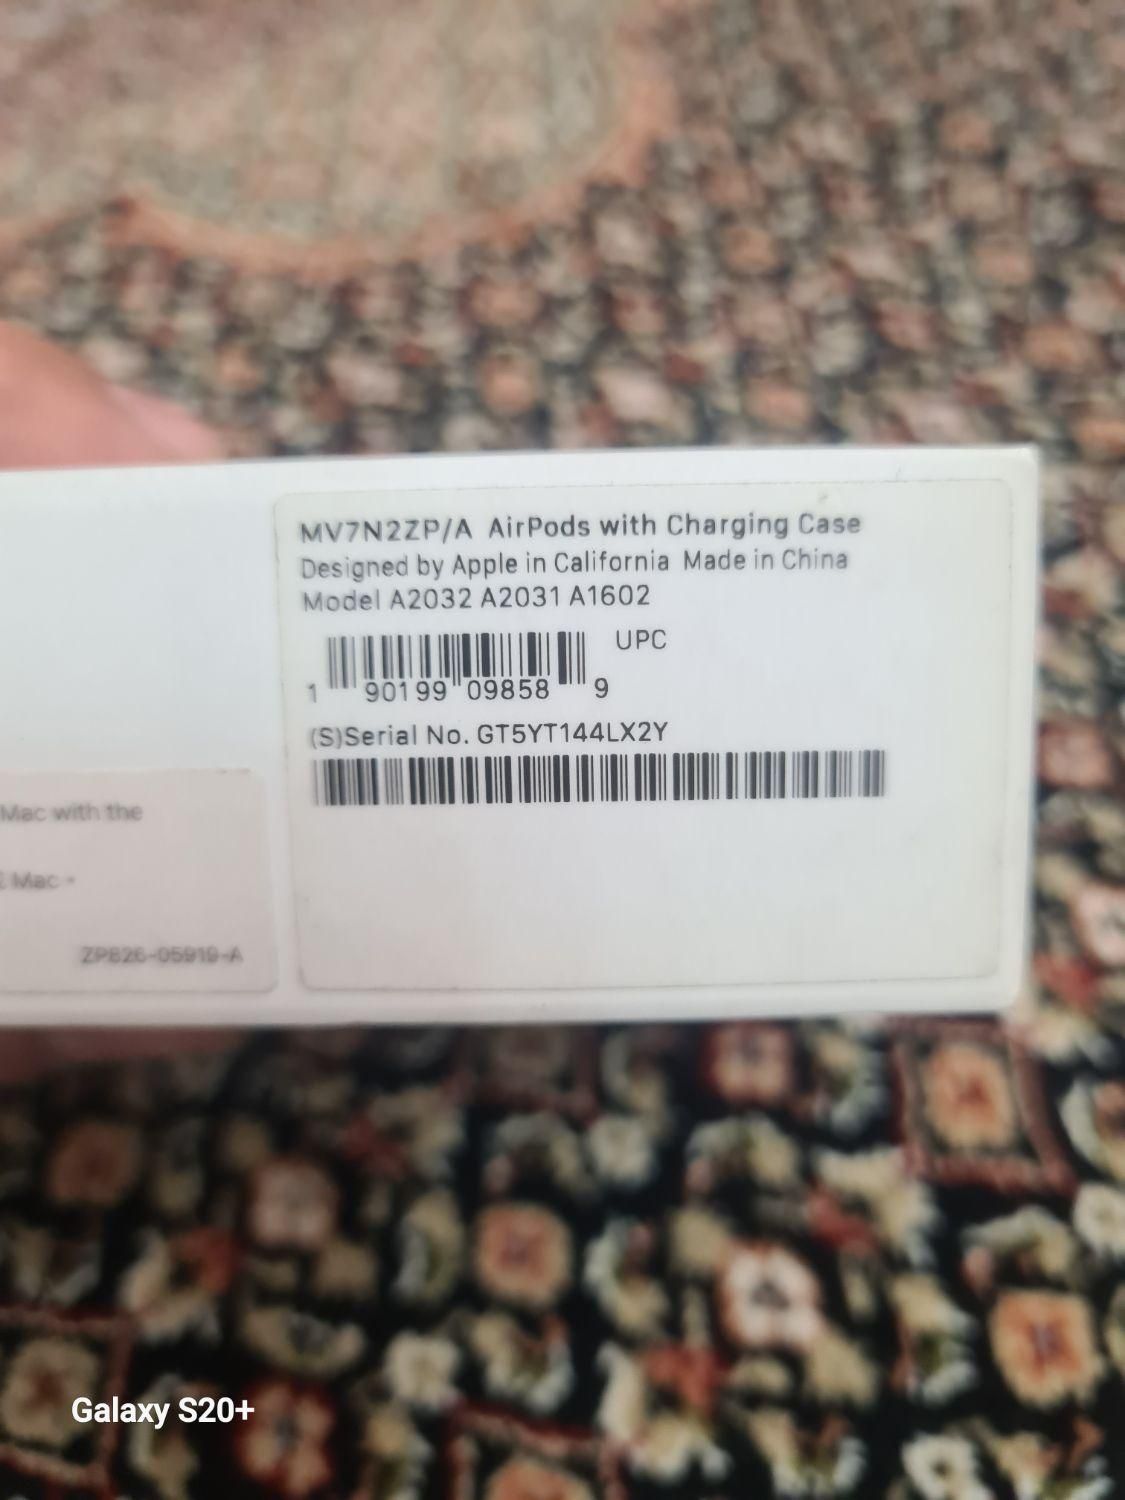 MV7N2ZP/A AirPods with Charging Case
Designed by Apple in California Made in China
Model A2032 A2031 A1602
UPC
1 90199 09858 9
(S)Serial No. GT5YT144LX2Y
Mac with the
Mac -
ZP826-05919-A
Galaxy S20+